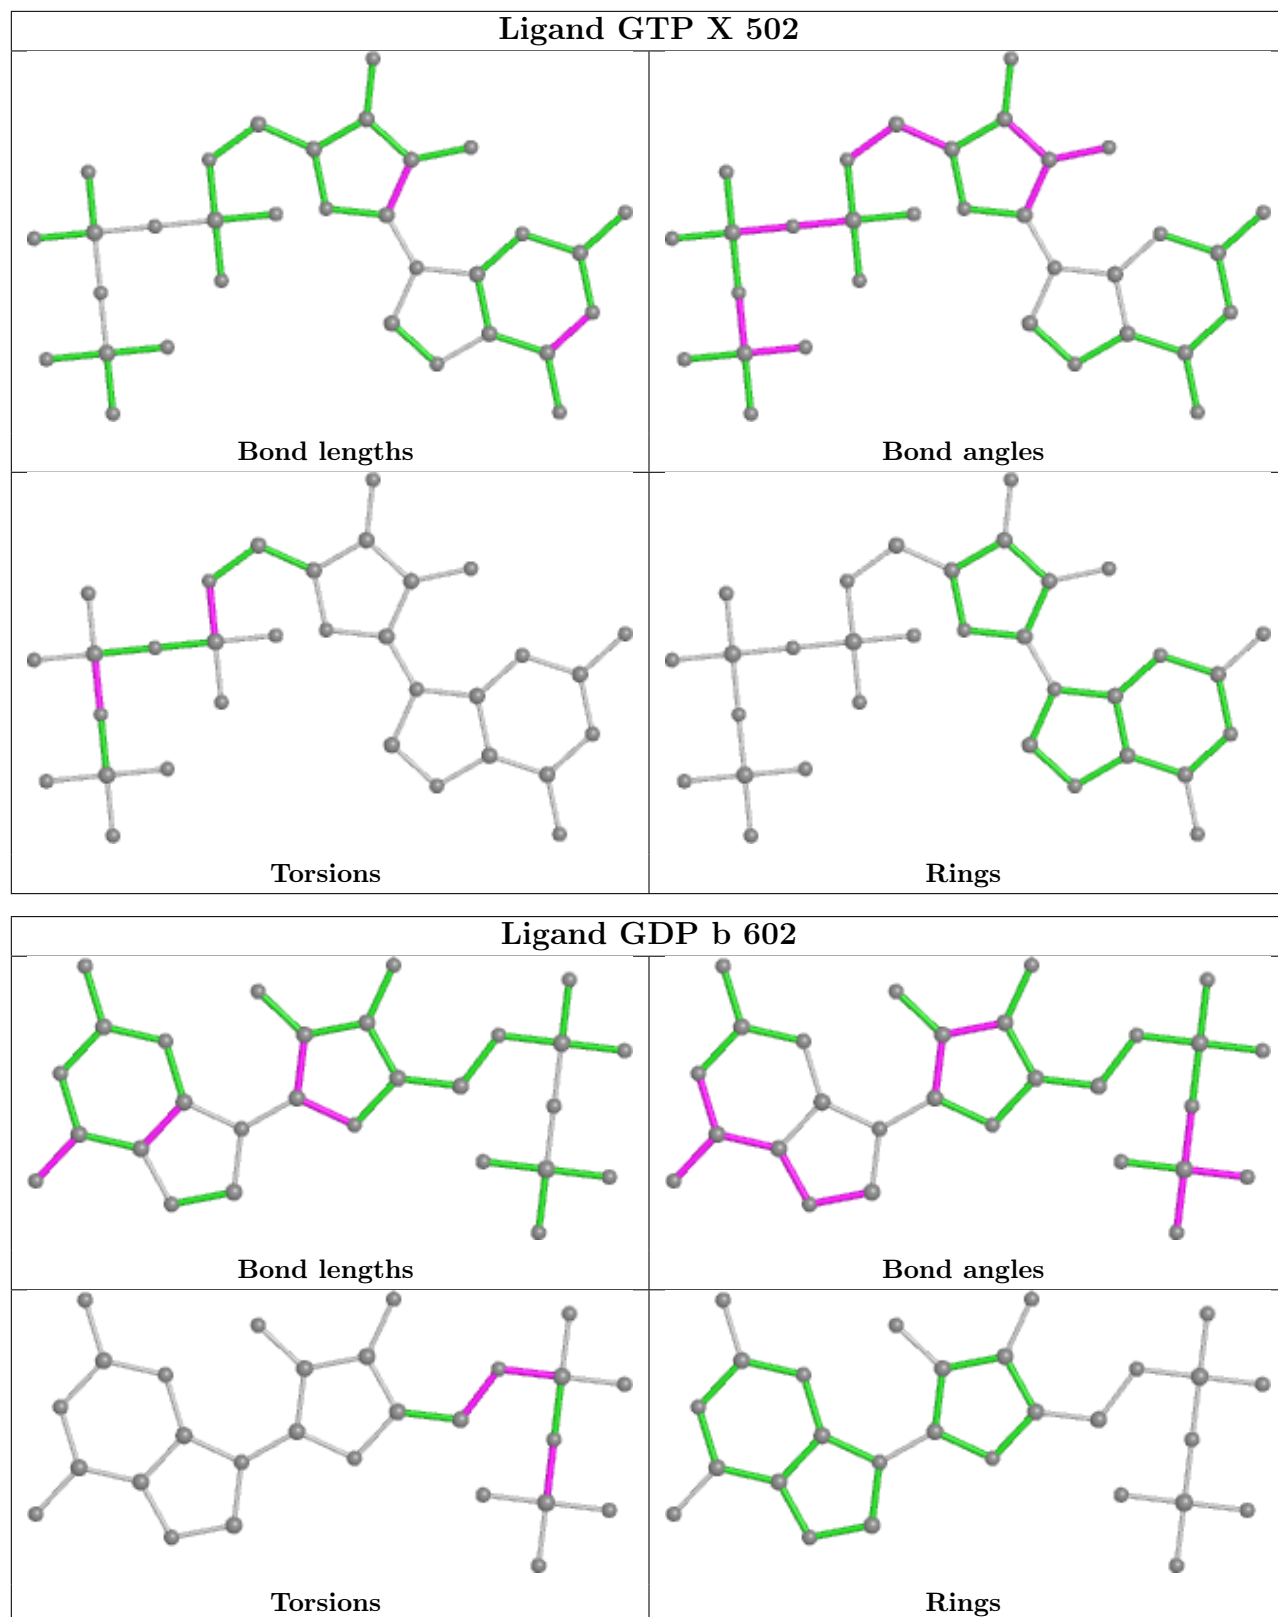 Ligand GTP X 502
Bond lengths
Bond angles
Torsions
Rings
Ligand GDP b 602
Bond lengths
Bond angles
Torsions
Rings